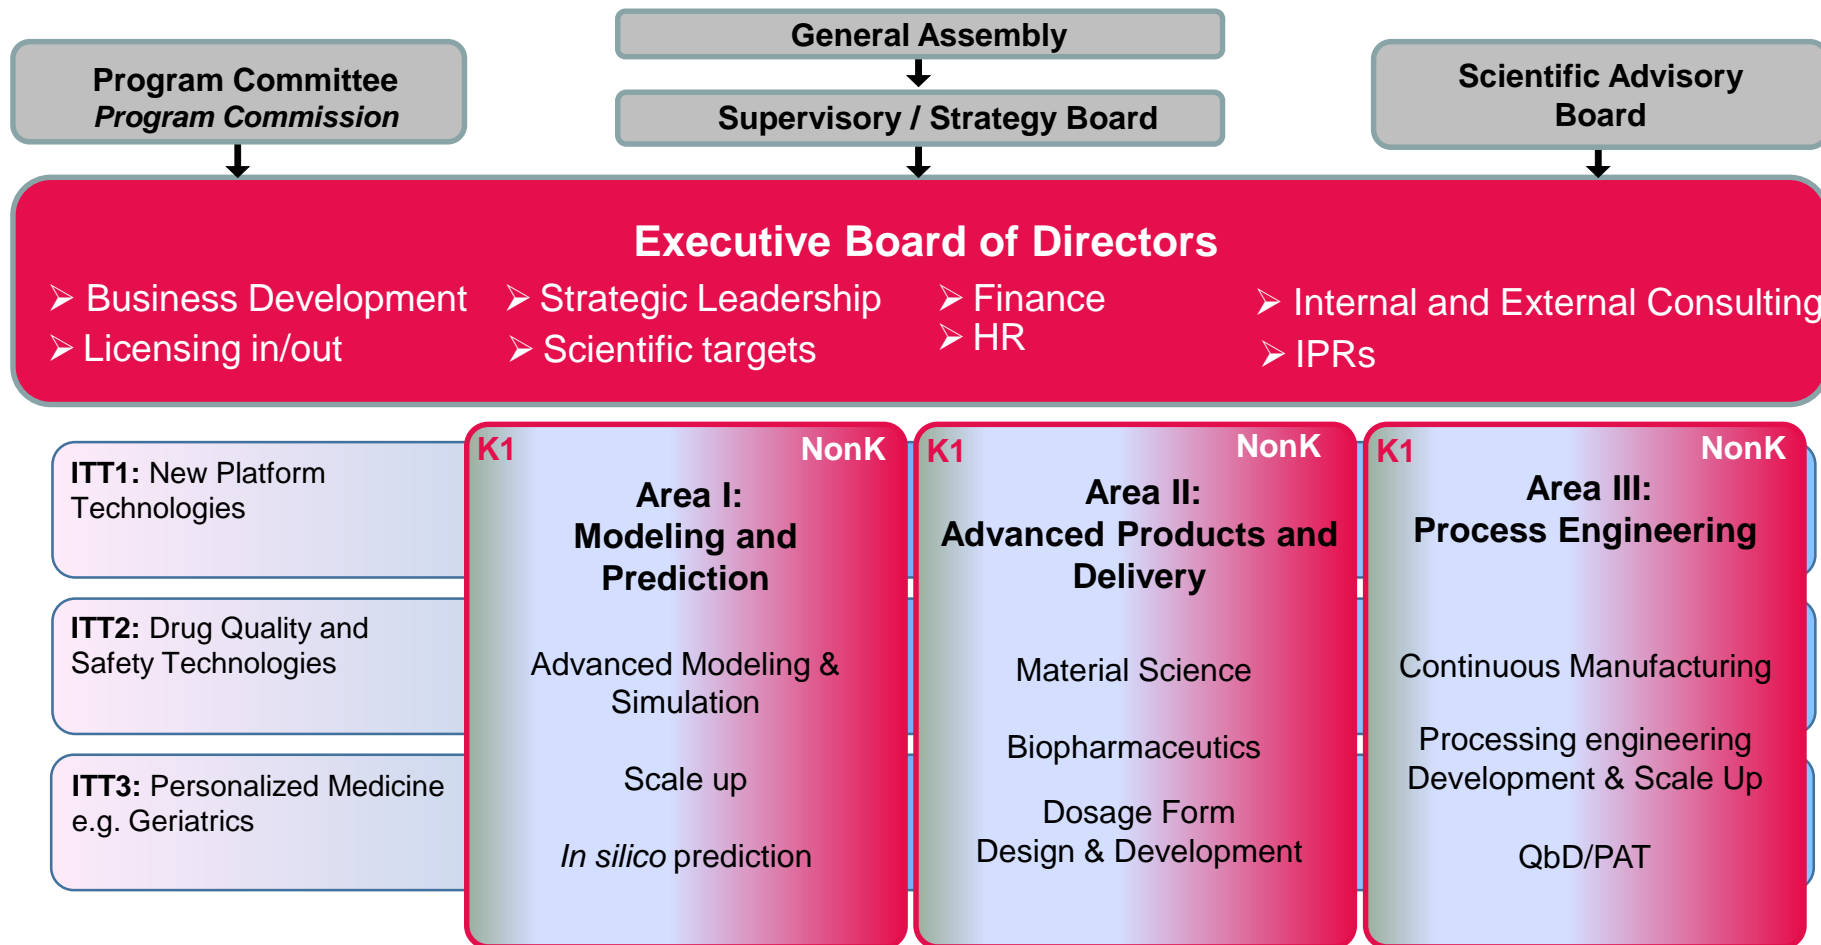 General Assembly
Program Committee
Program Commission
Supervisory / Strategy Board
Scientific Advisory
Board
Executive Board of Directors
➢ Business Development
➢ Licensing in/out
➢ Strategic Leadership
➢ Scientific targets
➢ Finance
➢ HR
➢ Internal and External Consulting
➢ IPRs
ITT1: New Platform
Technologies
ITT2: Drug Quality and
Safety Technologies
ITT3: Personalized Medicine
e.g. Geriatrics
K1 NonK
Area I:
Modeling and
Prediction
Advanced Modeling &
Simulation
Scale up
In silico prediction
K1 NonK
Area II:
Advanced Products and
Delivery
Material Science
Biopharmaceutics
Dosage Form
Design & Development
K1 NonK
Area III:
Process Engineering
Continuous Manufacturing
Processing engineering
Development & Scale Up
QbD/PAT